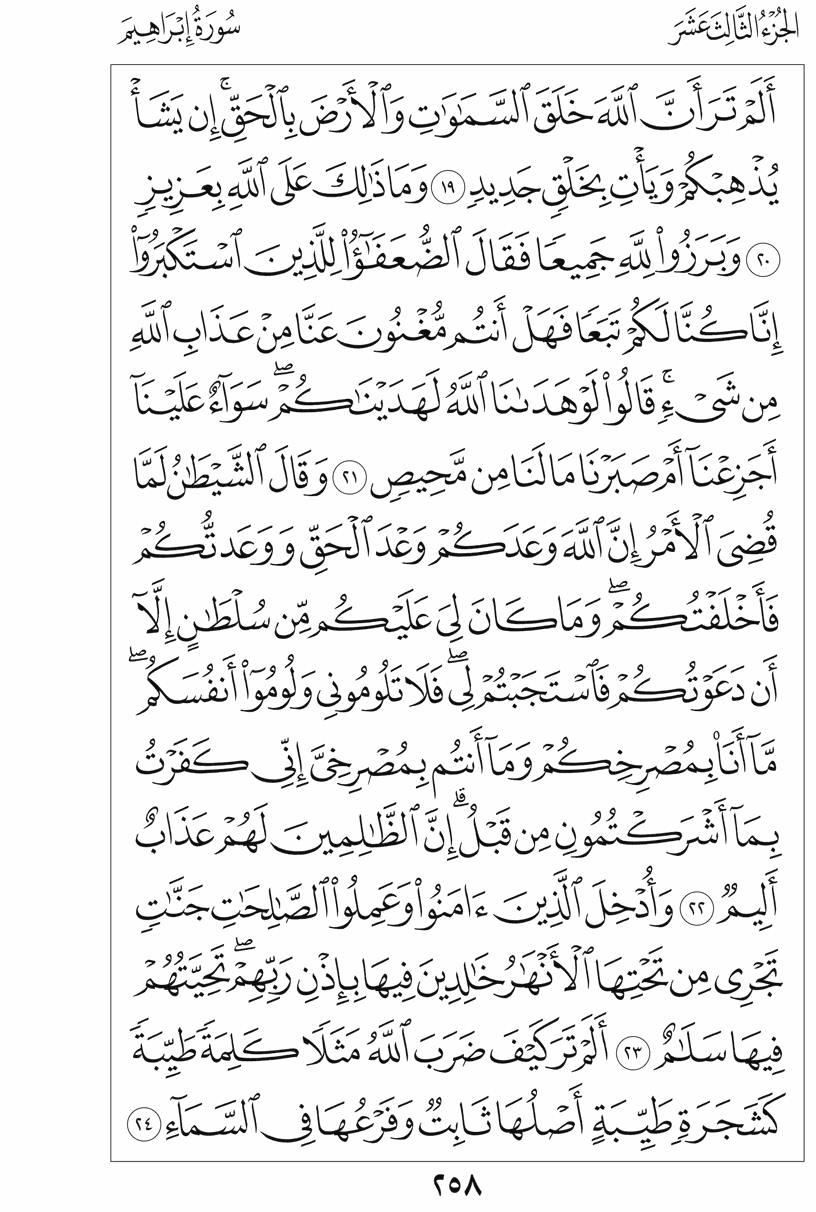 الجُزْءُ الثَّالِثَ عَشَرَ
سُورَةُ إِبْرَاهِيمَ
أَلَمْ تَرَ أَنَّ ٱللَّهَ خَلَقَ ٱلسَّمَـٰوَٰتِ وَٱلْأَرْضَ بِٱلْحَقِّ ۚ إِن يَشَأْ
يُذْهِبْكُمْ وَيَأْتِ بِخَلْقٍ جَدِيدٍ ١٩ وَمَا ذَٰلِكَ عَلَى ٱللَّهِ بِعَزِيزٍ
٢٠ وَبَرَزُوا۟ لِلَّهِ جَمِيعًا فَقَالَ ٱلضُّعَفَـٰٓؤُا۟ لِلَّذِينَ ٱسْتَكْبَرُوٓا۟
إِنَّا كُنَّا لَكُمْ تَبَعًا فَهَلْ أَنتُم مُّغْنُونَ عَنَّا مِنْ عَذَابِ ٱللَّهِ
مِن شَىْءٍ ۚ قَالُوا۟ لَوْ هَدَىٰنَا ٱللَّهُ لَهَدَيْنَـٰكُمْ ۖ سَوَآءٌ عَلَيْنَآ
أَجَزِعْنَآ أَمْ صَبَرْنَا مَا لَنَا مِن مَّحِيصٍ ٢١ وَقَالَ ٱلشَّيْطَـٰنُ لَمَّا
قُضِىَ ٱلْأَمْرُ إِنَّ ٱللَّهَ وَعَدَكُمْ وَعْدَ ٱلْحَقِّ وَوَعَدتُّكُمْ
فَأَخْلَفْتُكُمْ ۖ وَمَا كَانَ لِىَ عَلَيْكُم مِّن سُلْطَـٰنٍ إِلَّآ
أَن دَعَوْتُكُمْ فَٱسْتَجَبْتُمْ لِى ۖ فَلَا تَلُومُونِى وَلُومُوٓا۟ أَنفُسَكُم ۖ
مَّآ أَنَا۠ بِمُصْرِخِكُمْ وَمَآ أَنتُم بِمُصْرِخِىَّ إِنِّى كَفَرْتُ
بِمَآ أَشْرَكْتُمُونِ مِن قَبْلُ ۗ إِنَّ ٱلظَّـٰلِمِينَ لَهُمْ عَذَابٌ
أَلِيمٌ ٢٢ وَأُدْخِلَ ٱلَّذِينَ ءَامَنُوا۟ وَعَمِلُوا۟ ٱلصَّـٰلِحَـٰتِ جَنَّـٰتٍ
تَجْرِى مِن تَحْتِهَا ٱلْأَنْهَـٰرُ خَـٰلِدِينَ فِيهَا بِإِذْنِ رَبِّهِمْ ۖ تَحِيَّتُهُمْ
فِيهَا سَلَـٰمٌ ٢٣ أَلَمْ تَرَ كَيْفَ ضَرَبَ ٱللَّهُ مَثَلًا كَلِمَةً طَيِّبَةً
كَشَجَرَةٍ طَيِّبَةٍ أَصْلُهَا ثَابِتٌ وَفَرْعُهَا فِى ٱلسَّمَآءِ ٢٤
٢٥٨